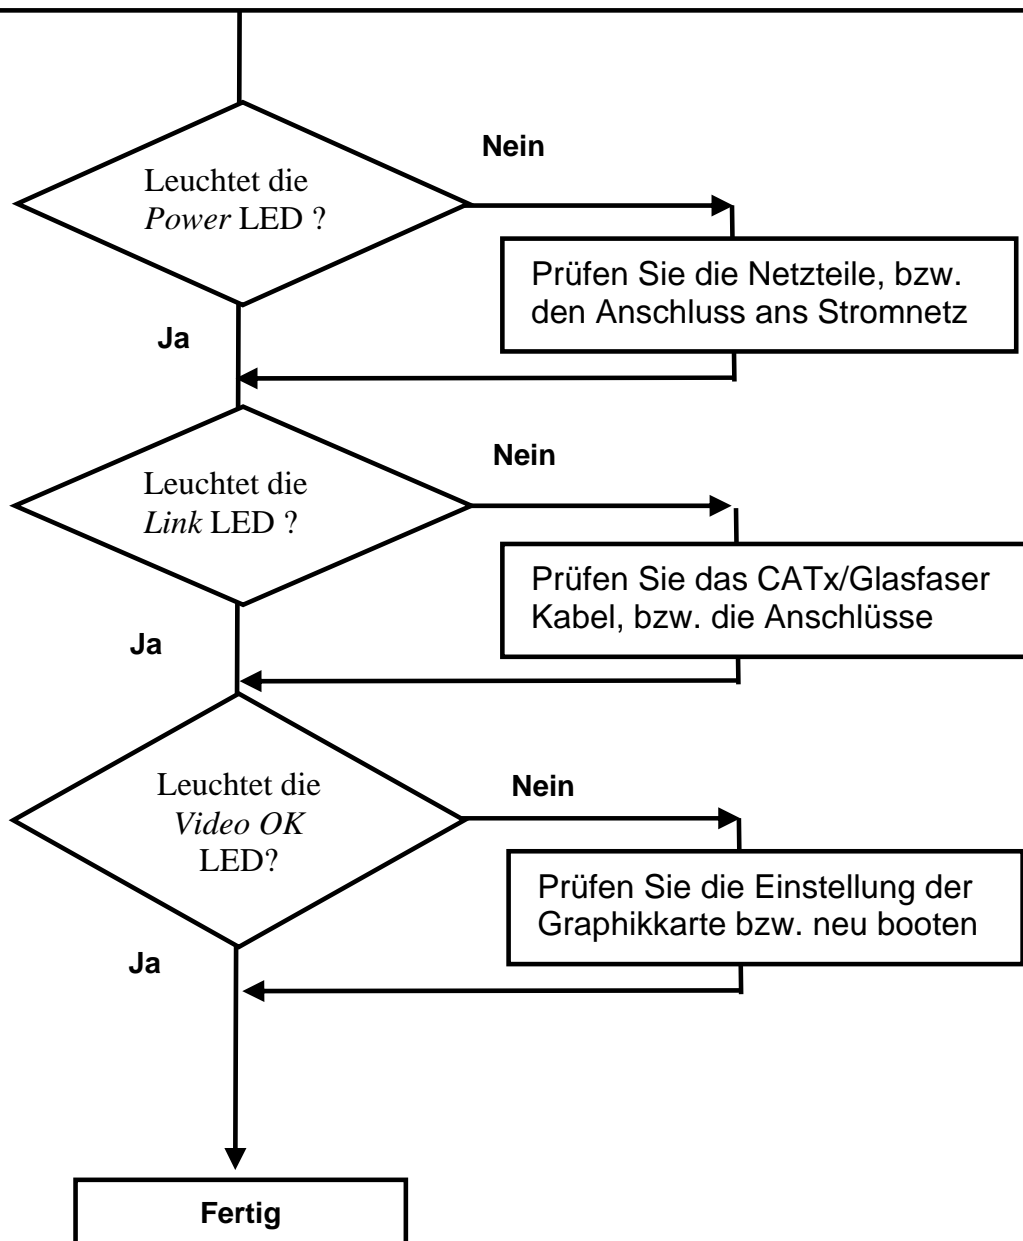 Nein
Leuchtet die
Power LED ?
Prüfen Sie die Netzteile, bzw.
den Anschluss ans Stromnetz
Ja
Nein
Leuchtet die
Link LED ?
Prüfen Sie das CATx/Glasfaser
Kabel, bzw. die Anschlüsse
Ja
Nein
Leuchtet die
Video OK
LED?
Prüfen Sie die Einstellung der
Graphikkarte bzw. neu booten
Ja
Fertig